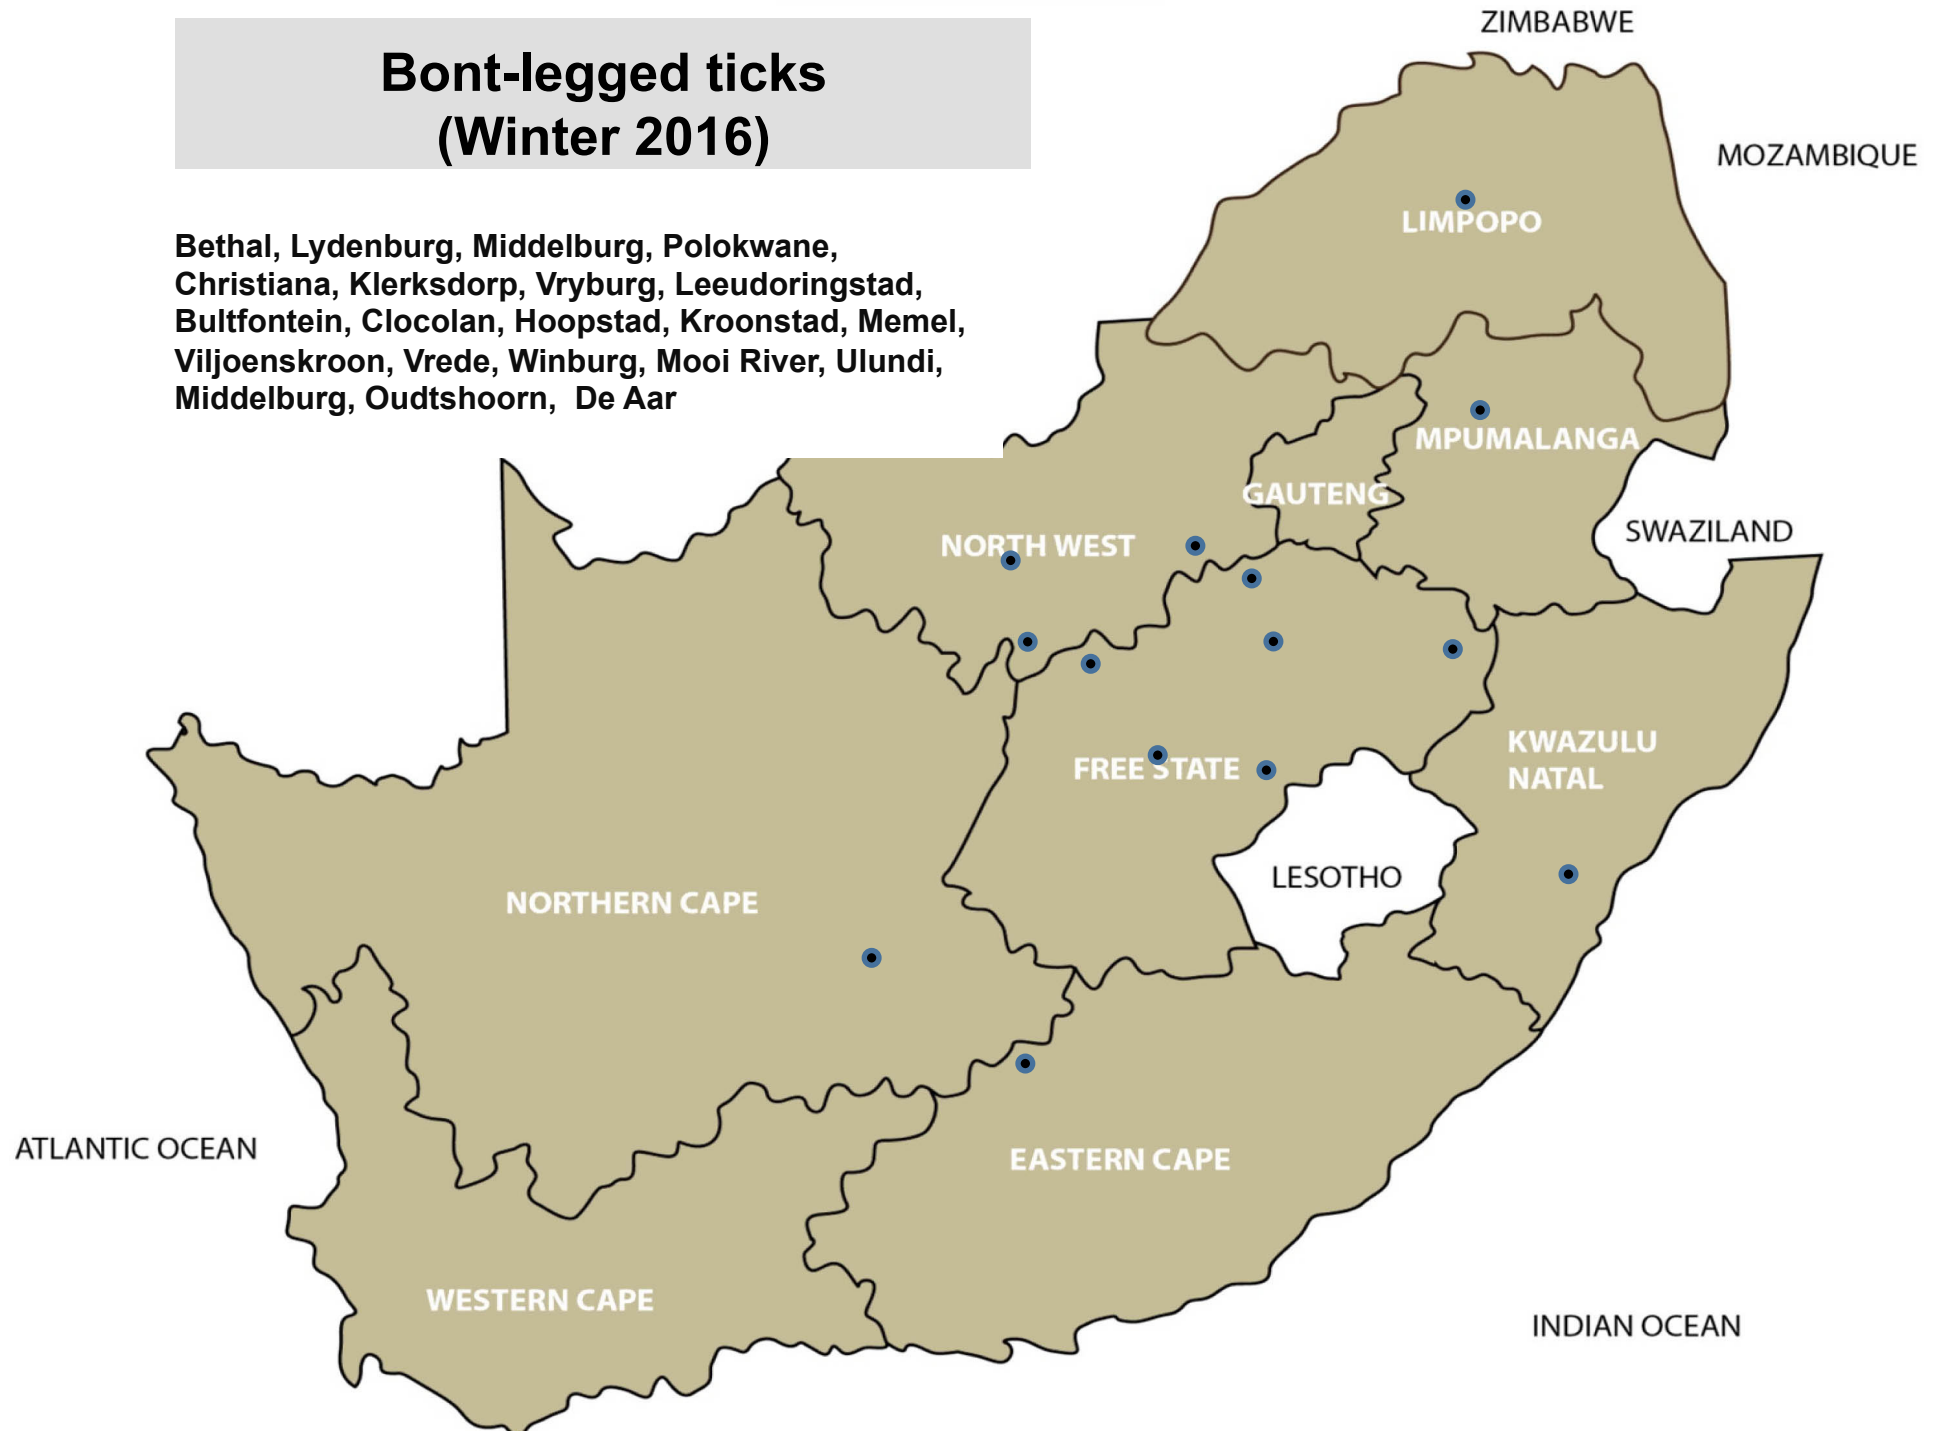 Bont-legged ticks
(Winter 2016)
Bethal, Lydenburg, Middelburg, Polokwane,
Christiana, Klerksdorp, Vryburg, Leeudoringstad,
Bultfontein, Clocolan, Hoopstad, Kroonstad, Memel,
Viljoenskroon, Vrede, Winburg, Mooi River, Ulundi,
Middelburg, Oudtshoorn, De Aar
ZIMBABWE
MOZAMBIQUE
LIMPOPO
MPUMALANGA
GAUTENG
SWAZILAND
NORTH WEST
KWAZULU
NATAL
FREE STATE
LESOTHO
NORTHERN CAPE
ATLANTIC OCEAN
EASTERN CAPE
WESTERN CAPE
INDIAN OCEAN